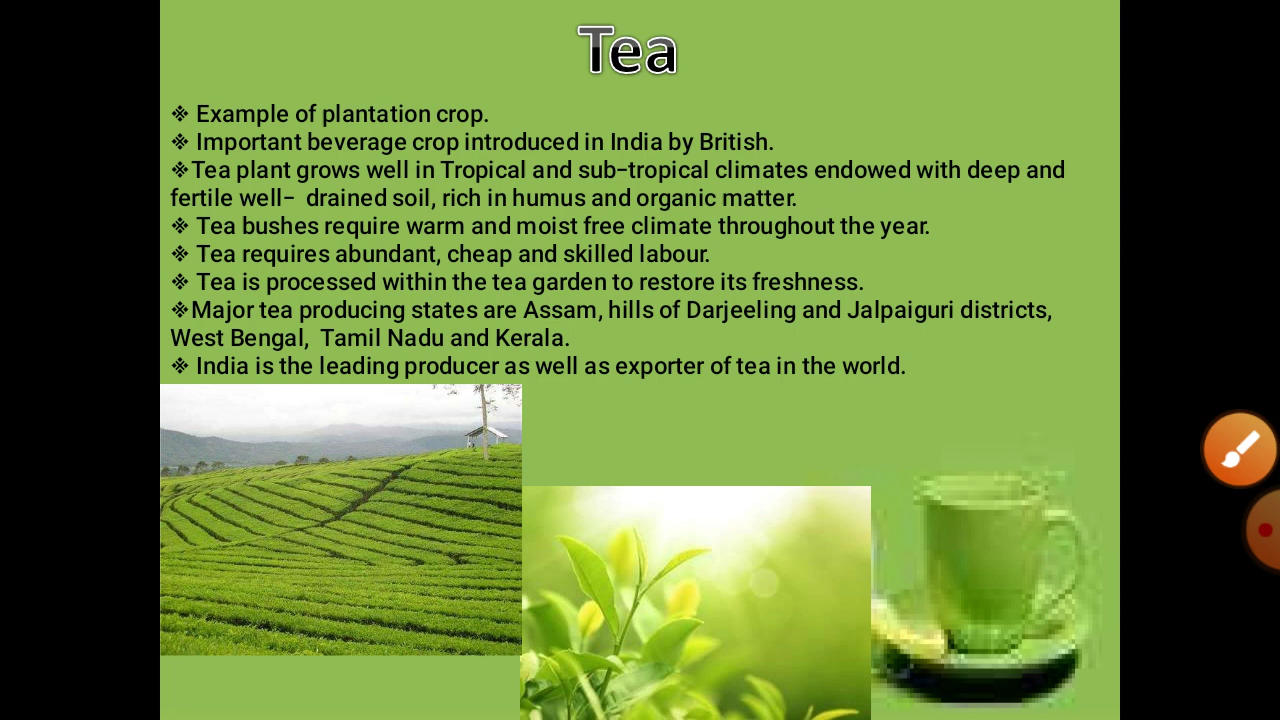 Tea
❖ Example of plantation crop.
❖ Important beverage crop introduced in India by British.
❖Tea plant grows well in Tropical and sub-tropical climates endowed with deep and
fertile well- drained soil, rich in humus and organic matter.
❖ Tea bushes require warm and moist free climate throughout the year.
❖ Tea requires abundant, cheap and skilled labour.
❖ Tea is processed within the tea garden to restore its freshness.
❖Major tea producing states are Assam, hills of Darjeeling and Jalpaiguri districts,
West Bengal, Tamil Nadu and Kerala.
❖ India is the leading producer as well as exporter of tea in the world.